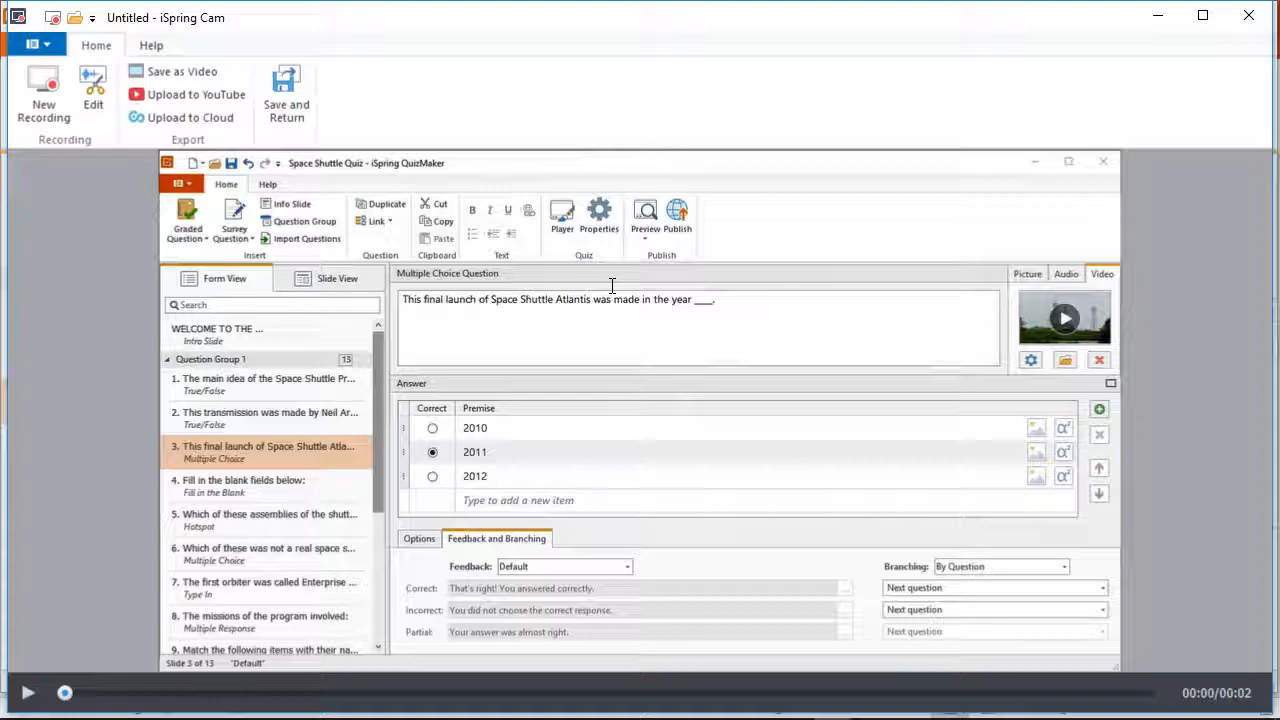 Untitled - iSpring Cam
Home Help
New Recording
Edit
Save as Video
Upload to YouTube
Upload to Cloud
Save and Return
Recording Export
Space Shuttle Quiz - iSpring QuizMaker
Home Help
Graded Question
Survey Question
Info Slide
Question Group
Import Questions
Duplicate
Link
Cut
Copy
Paste
B I U
Player
Properties
Preview
Publish
Insert Question Clipboard Text Quiz Publish
Form View Slide View
Search
WELCOME TO THE ...
Intro Slide
Question Group 1 13
1. The main idea of the Space Shuttle Pr...
True/False
2. This transmission was made by Neil Ar...
True/False
3. This final launch of Space Shuttle Atla...
Multiple Choice
4. Fill in the blank fields below:
Fill in the Blank
5. Which of these assemblies of the shutt...
Hotspot
6. Which of these was not a real space s...
Multiple Choice
7. The first orbiter was called Enterprise ...
Type In
8. The missions of the program involved:
Multiple Response
9. Match the following items with their na...
Slide 3 of 13 "Default"
Multiple Choice Question
This final launch of Space Shuttle Atlantis was made in the year ____.
Picture Audio Video
Answer
Correct Premise
2010
2011
2012
Type to add a new item
Options Feedback and Branching
Feedback: Default Branching: By Question
Correct: That's right! You answered correctly. Next question
Incorrect: You did not choose the correct response. Next question
Partial: Your answer was almost right. Next question
00:00/00:02